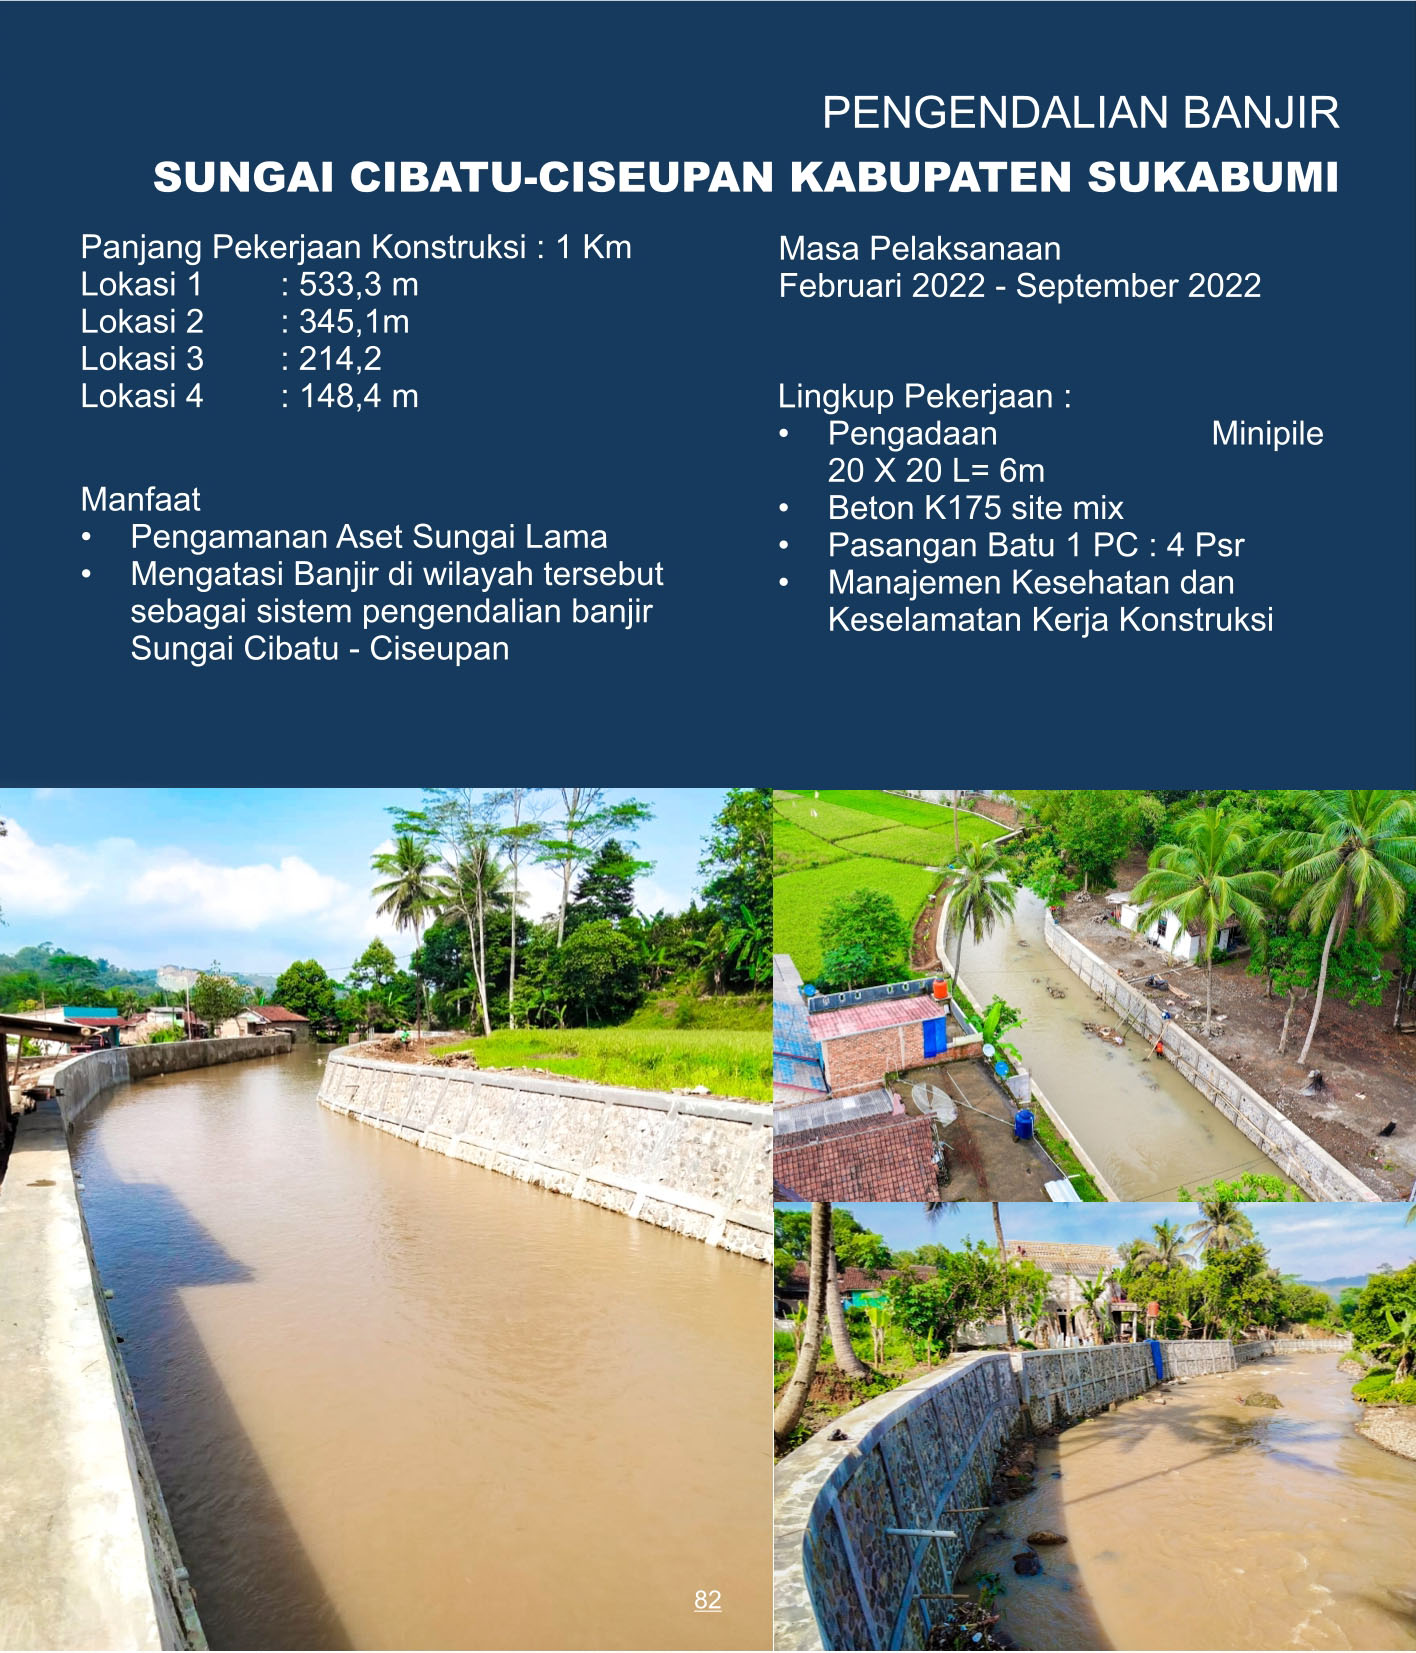 PENGENDALIAN BANJIR
SUNGAI CIBATU-CISEUPAN KABUPATEN SUKABUMI
Panjang Pekerjaan Konstruksi : 1 Km
Lokasi 1 : 533,3 m
Lokasi 2 : 345,1m
Lokasi 3 : 214,2
Lokasi 4 : 148,4 m
Manfaat
• Pengamanan Aset Sungai Lama
• Mengatasi Banjir di wilayah tersebut
sebagai sistem pengendalian banjir
Sungai Cibatu - Ciseupan
Masa Pelaksanaan
Februari 2022 - September 2022
Lingkup Pekerjaan :
• Pengadaan Minipile
20 X 20 L= 6m
• Beton K175 site mix
• Pasangan Batu 1 PC : 4 Psr
• Manajemen Kesehatan dan
Keselamatan Kerja Konstruksi
82